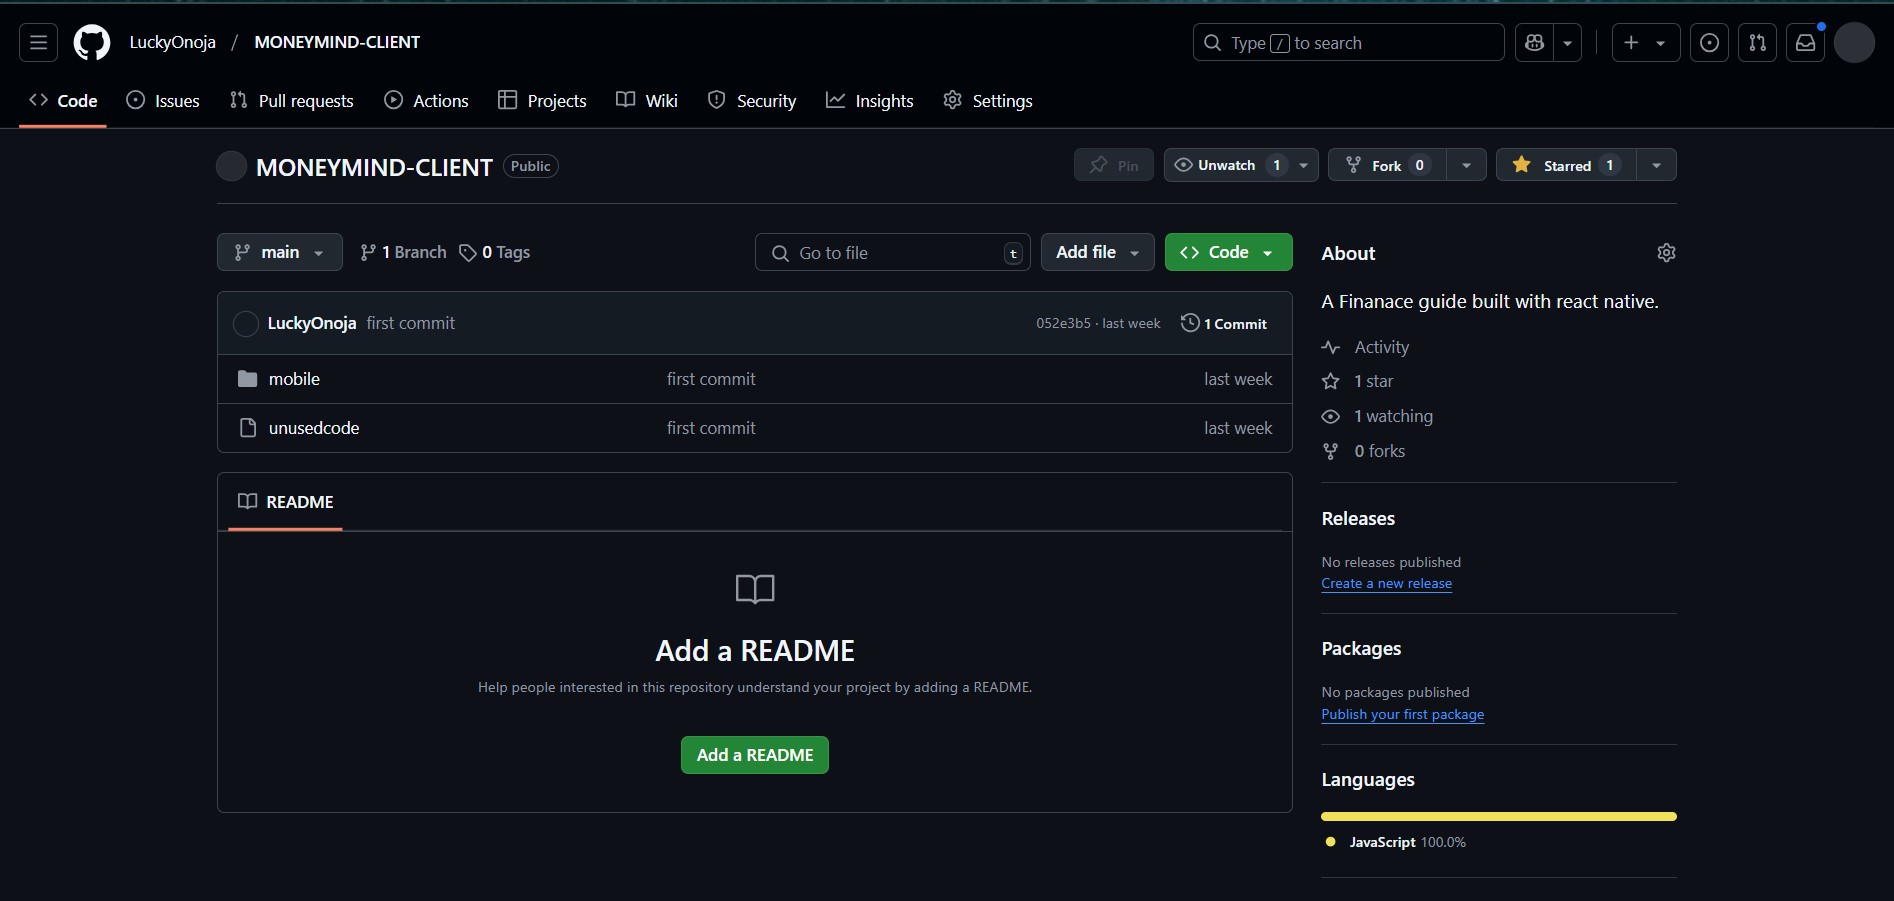 LuckyOnoja / MONEYMIND-CLIENT
Type / to search
Code Issues Pull requests Actions Projects Wiki Security Insights Settings
MONEYMIND-CLIENT Public
Pin Unwatch 1 Fork 0 Starred 1
main 1 Branch 0 Tags Go to file t Add file Code
LuckyOnoja first commit 052e3b5 · last week 1 Commit
mobile first commit last week
unusedcode first commit last week
README
Add a README
Help people interested in this repository understand your project by adding a README.
Add a README
About
A Finanace guide built with react native.
Activity
1 star
1 watching
0 forks
Releases
No releases published
Create a new release
Packages
No packages published
Publish your first package
Languages
JavaScript 100.0%